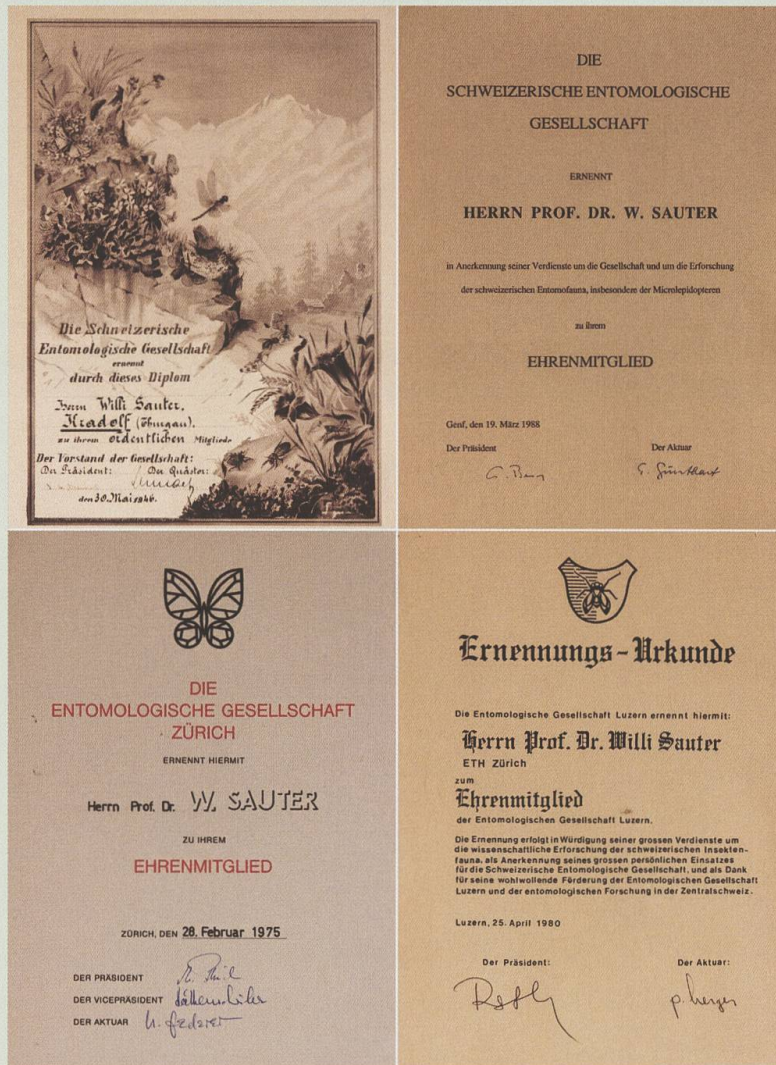 Die Schweizerische
Entomologische Gesellschaft
ernennt
durch dieses Diplom
Herrn Willi Sauter,
Kradolf (Thurgau).
zu ihrem ordentlichen Mitgliede
Der Vorstand der Gesellschaft:
Der Präsident: Der Quästor:
den 30. Mai 1946.
DIE
SCHWEIZERISCHE ENTOMOLOGISCHE
GESELLSCHAFT
ERNENNT
HERRN PROF. DR. W. SAUTER
in Anerkennung seiner Verdienste um die Gesellschaft und um die Erforschung
der schweizerischen Entomofauna, insbesondere der Microlepidopteren
zu ihrem
EHRENMITGLIED
Genf, den 19. März 1988
Der Präsident Der Aktuar
DIE
ENTOMOLOGISCHE GESELLSCHAFT
ZÜRICH
ERNENNT HIERMIT
Herrn Prof. Dr. W. SAUTER
ZU IHREM
EHRENMITGLIED
ZÜRICH, DEN 28. Februar 1975
DER PRÄSIDENT
DER VICEPRÄSIDENT
DER AKTUAR
Ernennungs-Urkunde
Die Entomologische Gesellschaft Luzern ernennt hiermit:
Herrn Prof. Dr. Willi Sauter
ETH Zürich
zum
Ehrenmitglied
der Entomologischen Gesellschaft Luzern.
Die Ernennung erfolgt in Würdigung seiner grossen Verdienste um
die wissenschaftliche Erforschung der schweizerischen Insekten-
fauna, als Anerkennung seines grossen persönlichen Einsatzes
für die Schweizerische Entomologische Gesellschaft, und als Dank
für seine wohlwollende Förderung der Entomologischen Gesellschaft
Luzern und der entomologischen Forschung in der Zentralschweiz.
Luzern, 25. April 1980
Der Präsident: Der Aktuar:
p. herger